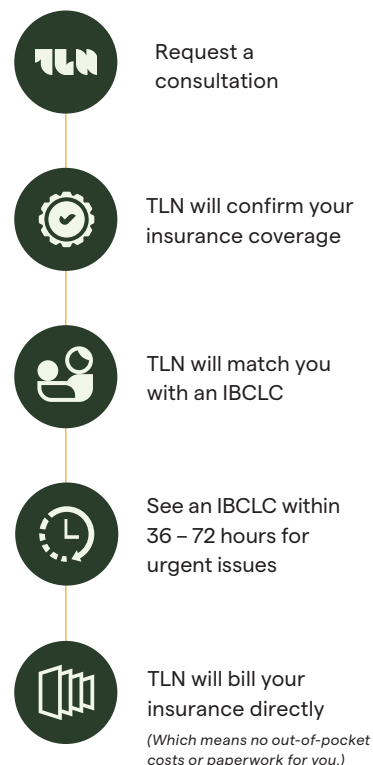 TLN
Request a
consultation
TLN will confirm your
insurance coverage
TLN will match you
with an IBCLC
See an IBCLC within
36 – 72 hours for
urgent issues
TLN will bill your
insurance directly
(Which means no out-of-pocket
costs or paperwork for you.)